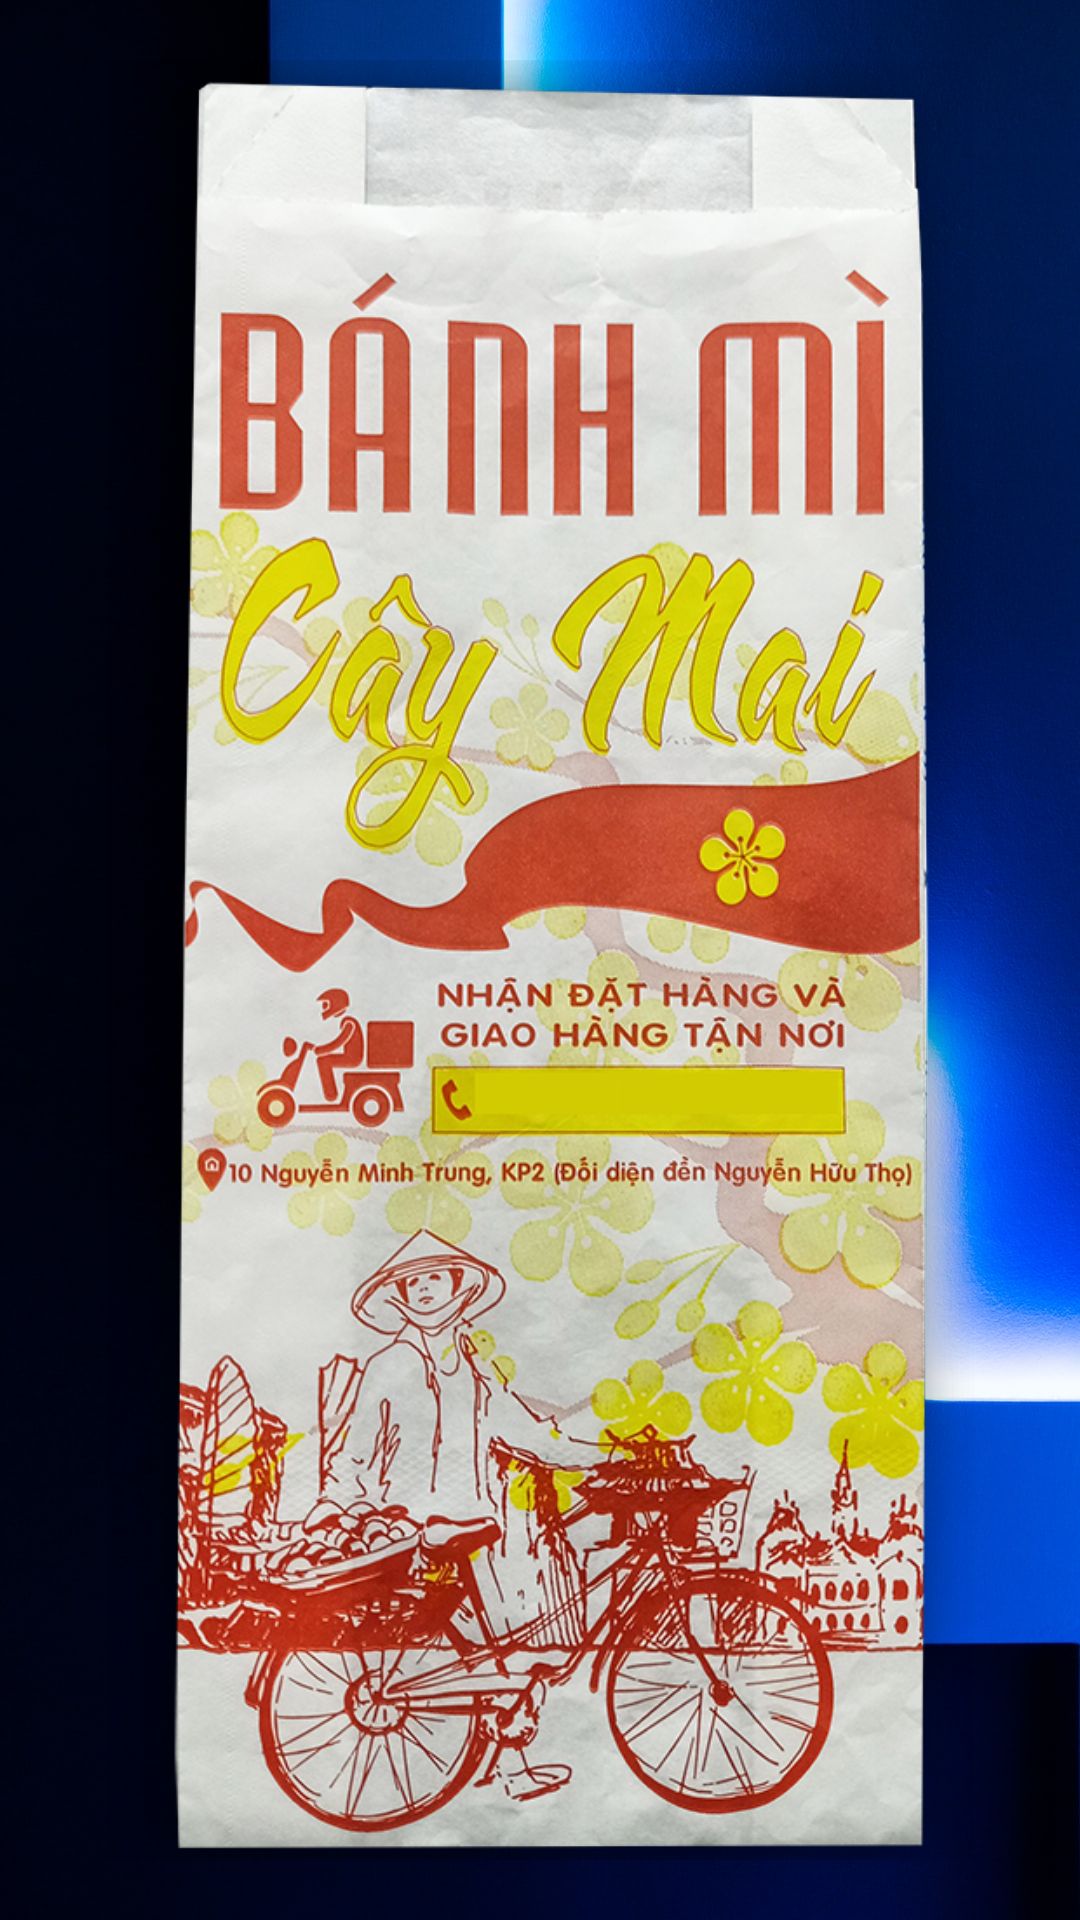 BÁNH MÌ
Cây Mai
NHẬN ĐẶT HÀNG VÀ
GIAO HÀNG TẬN NƠI
10 Nguyễn Minh Trung, KP2 (Đối diện đền Nguyễn Hữu Thọ)